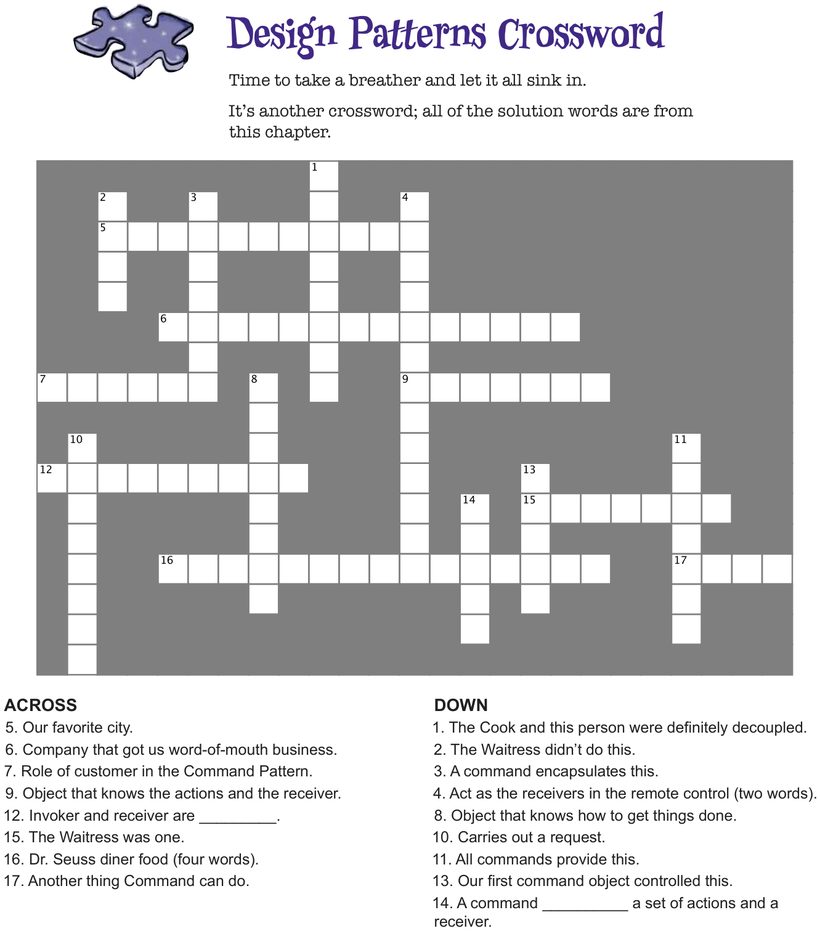 Design Patterns Crossword
Time to take a breather and let it all sink in.
It's another crossword; all of the solution words are from
this chapter.
1
2 3 4
5
6
7 8 9
10 11
12 13
14 15
16 17
ACROSS
5. Our favorite city.
6. Company that got us word-of-mouth business.
7. Role of customer in the Command Pattern.
9. Object that knows the actions and the receiver.
12. Invoker and receiver are _________.
15. The Waitress was one.
16. Dr. Seuss diner food (four words).
17. Another thing Command can do.
DOWN
1. The Cook and this person were definitely decoupled.
2. The Waitress didn't do this.
3. A command encapsulates this.
4. Act as the receivers in the remote control (two words).
8. Object that knows how to get things done.
10. Carries out a request.
11. All commands provide this.
13. Our first command object controlled this.
14. A command __________ a set of actions and a
receiver.